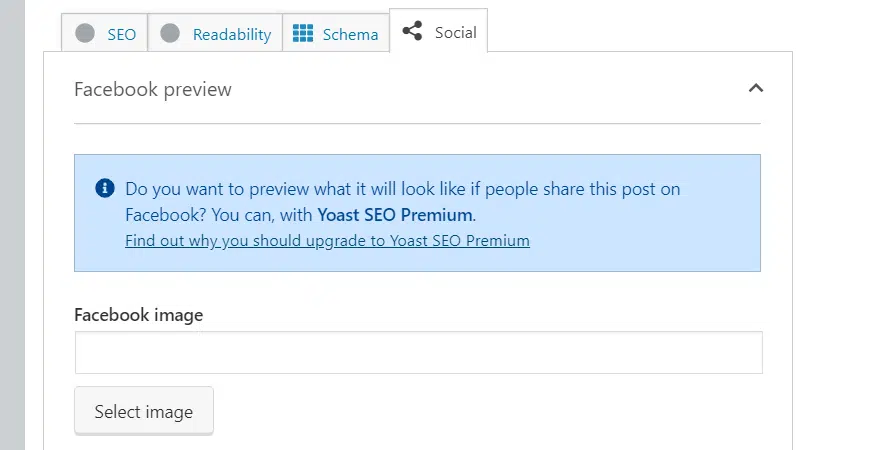 SEO Readability Schema Social
Facebook preview
Do you want to preview what it will look like if people share this post on
Facebook? You can, with Yoast SEO Premium.
Find out why you should upgrade to Yoast SEO Premium
Facebook image
Select image